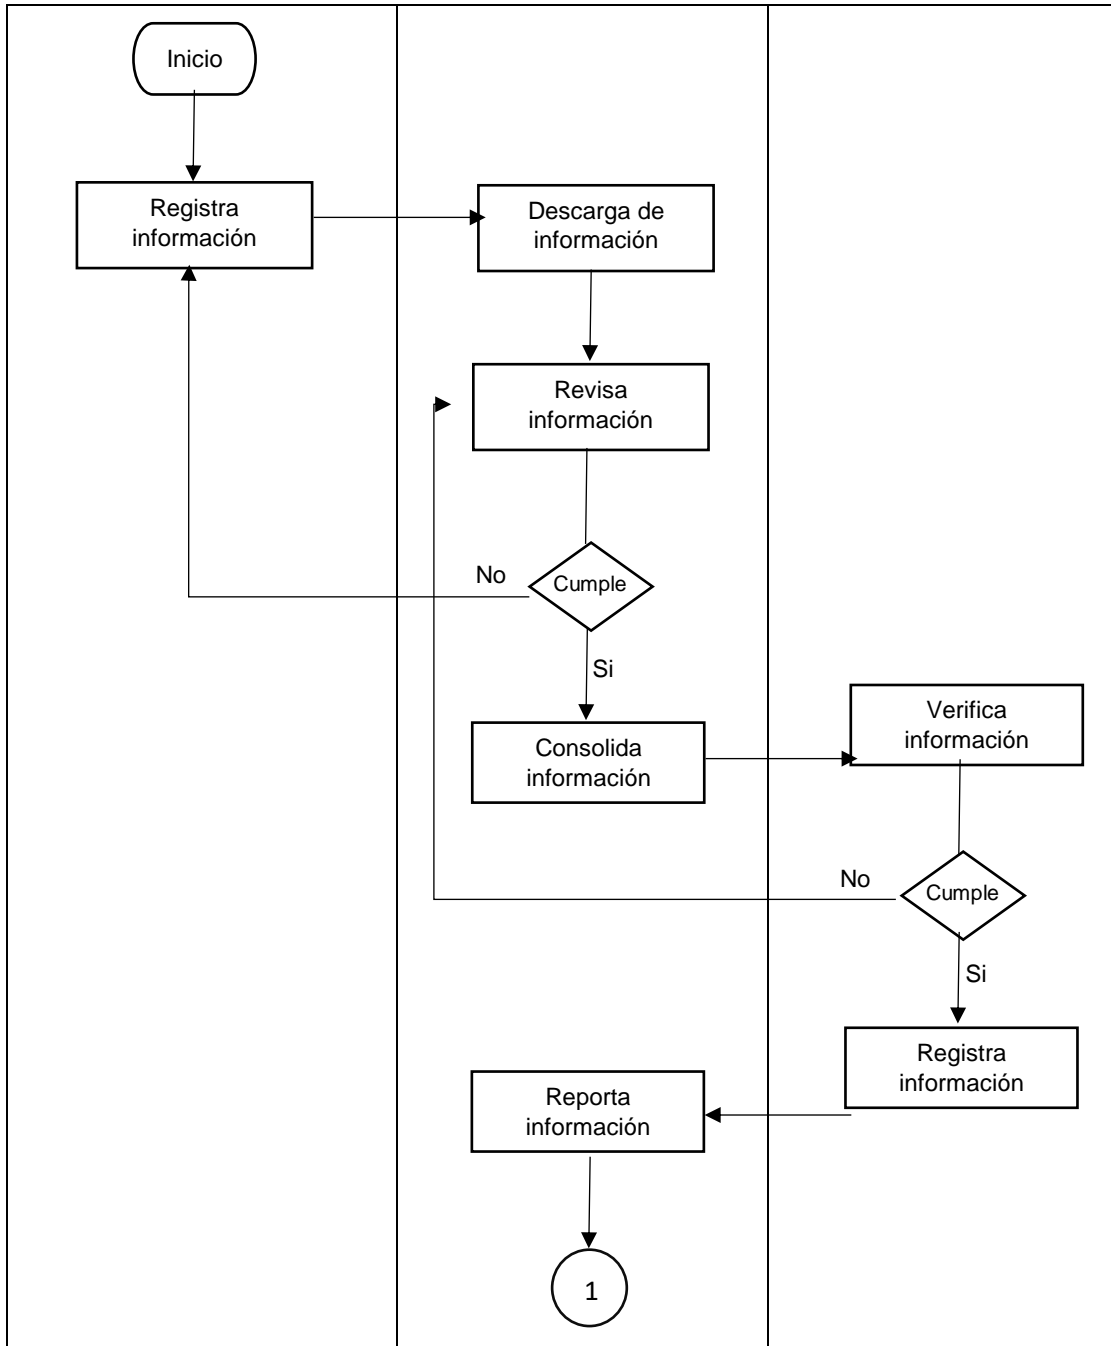 Inicio
Registra
información
Descarga de
información
Revisa
información
No
Cumple
Si
Consolida
información
Verifica
información
No
Cumple
Si
Registra
información
Reporta
información
1